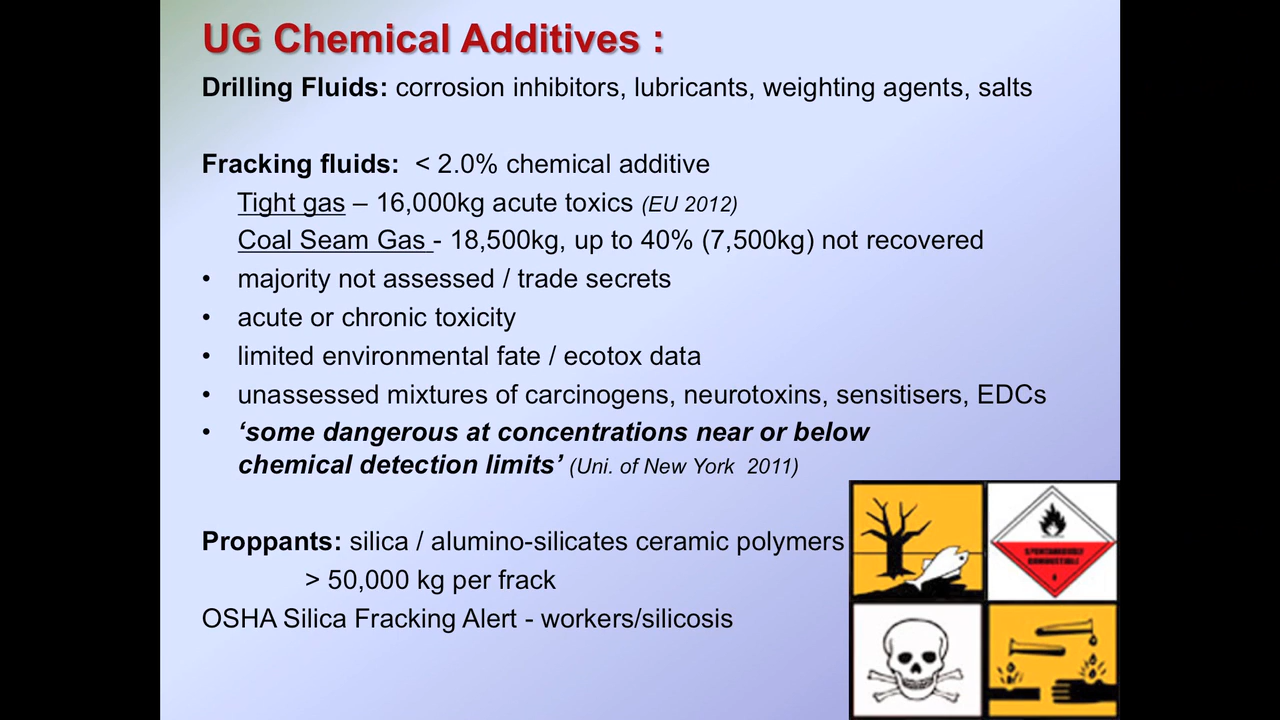 UG Chemical Additives :
Drilling Fluids: corrosion inhibitors, lubricants, weighting agents, salts
Fracking fluids: < 2.0% chemical additive
Tight gas – 16,000kg acute toxics (EU 2012)
Coal Seam Gas - 18,500kg, up to 40% (7,500kg) not recovered
• majority not assessed / trade secrets
• acute or chronic toxicity
• limited environmental fate / ecotox data
• unassessed mixtures of carcinogens, neurotoxins, sensitisers, EDCs
• ‘some dangerous at concentrations near or below
chemical detection limits’ (Uni. of New York 2011)
Proppants: silica / alumino-silicates ceramic polymers
> 50,000 kg per frack
OSHA Silica Fracking Alert - workers/silicosis
SPONTANEOUSLY
COMBUSTIBLE
4